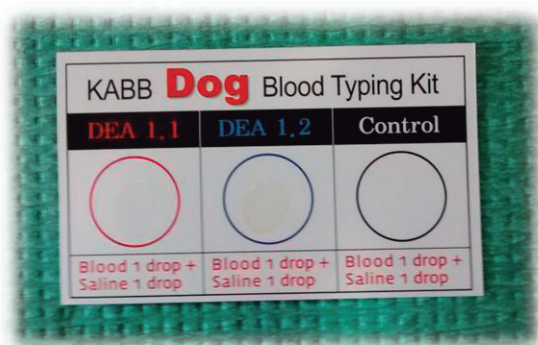 KABB Dog Blood Typing Kit
DEA 1.1 DEA 1.2 Control
Blood 1 drop + Blood 1 drop + Blood 1 drop +
Saline 1 drop Saline 1 drop Saline 1 drop